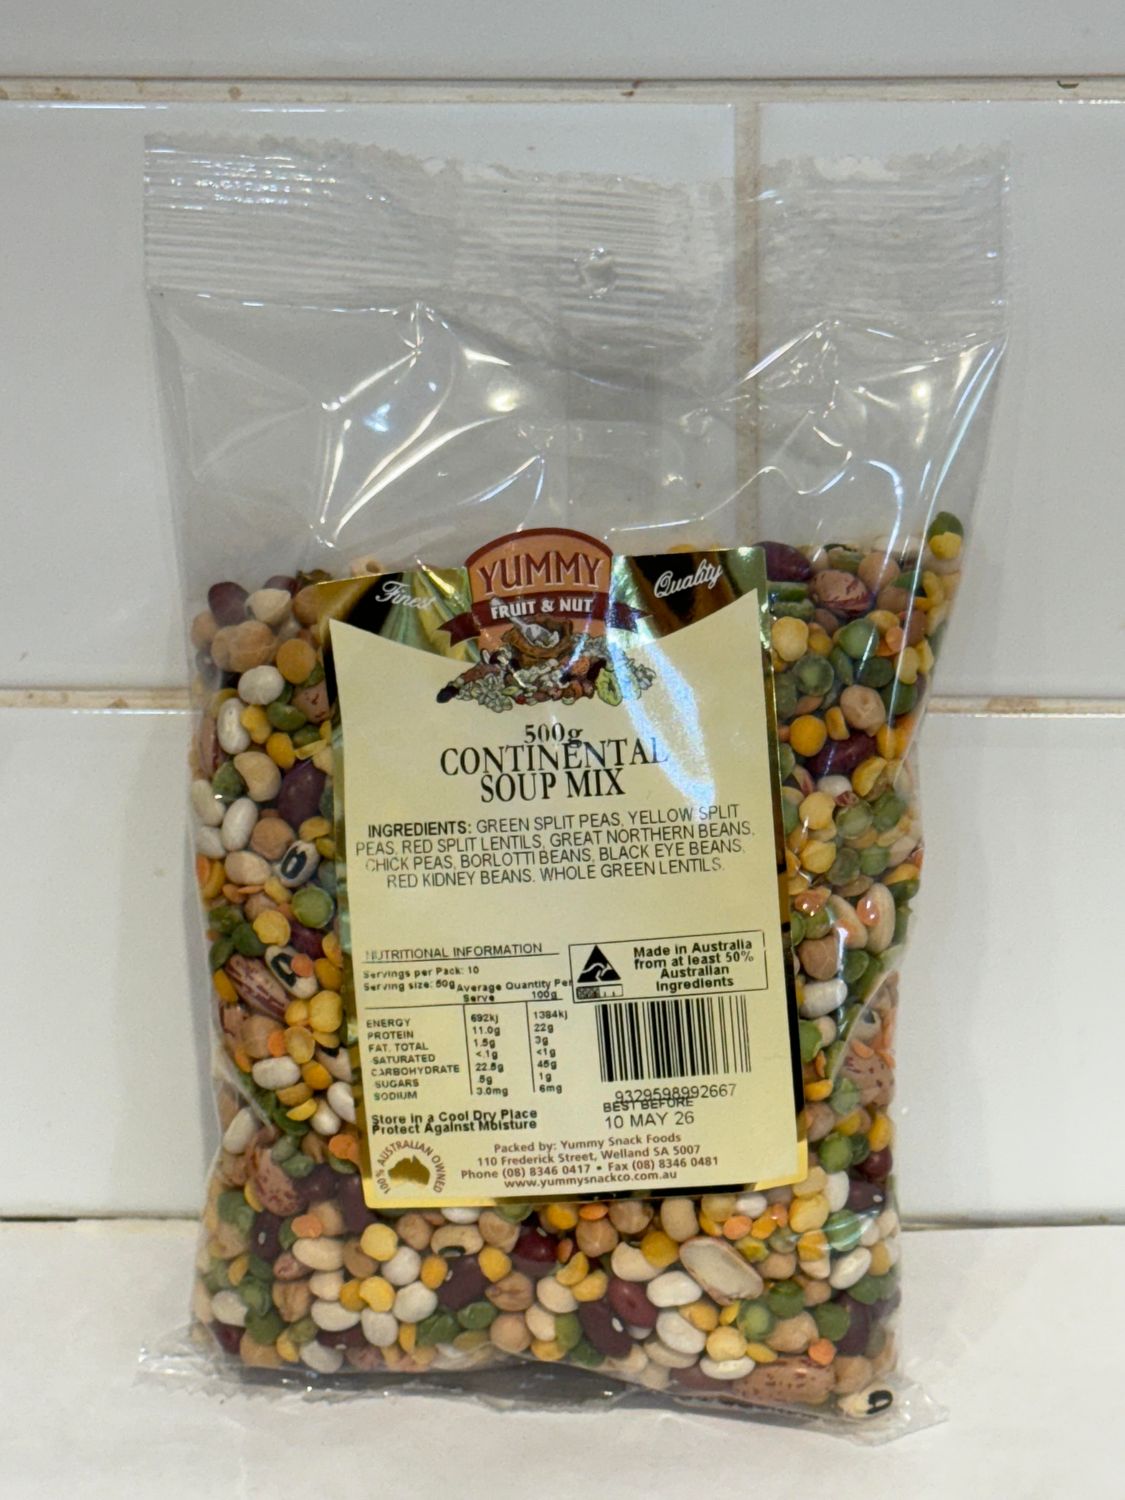 Finest
Quality
YUMMY
FRUIT & NUT
500g
CONTINENTAL
SOUP MIX
INGREDIENTS: GREEN SPLIT PEAS, YELLOW SPLIT
PEAS, RED SPLIT LENTILS, GREAT NORTHERN BEANS,
CHICK PEAS, BORLOTTI BEANS, BLACK EYE BEANS,
RED KIDNEY BEANS, WHOLE GREEN LENTILS.
NUTRITIONAL INFORMATION
Servings per Pack: 10
Serving size: 50g Average Quantity Per
Serve 100g
ENERGY 692kj 1384kj
PROTEIN 11.0g 22g
FAT, TOTAL 1.5g 3g
SATURATED <.1g <1g
CARBOHYDRATE 22.5g 45g
SUGARS .5g 1g
SODIUM 3.0mg 6mg
Made in Australia
from at least 50%
Australian
Ingredients
9329598992667
BEST BEFORE
10 MAY 26
Store in a Cool Dry Place
Protect Against Moisture
100% AUSTRALIAN OWNED
Packed by: Yummy Snack Foods
110 Frederick Street, Welland SA 5007
Phone (08) 8346 0417 • Fax (08) 8346 0481
www.yummysnackco.com.au